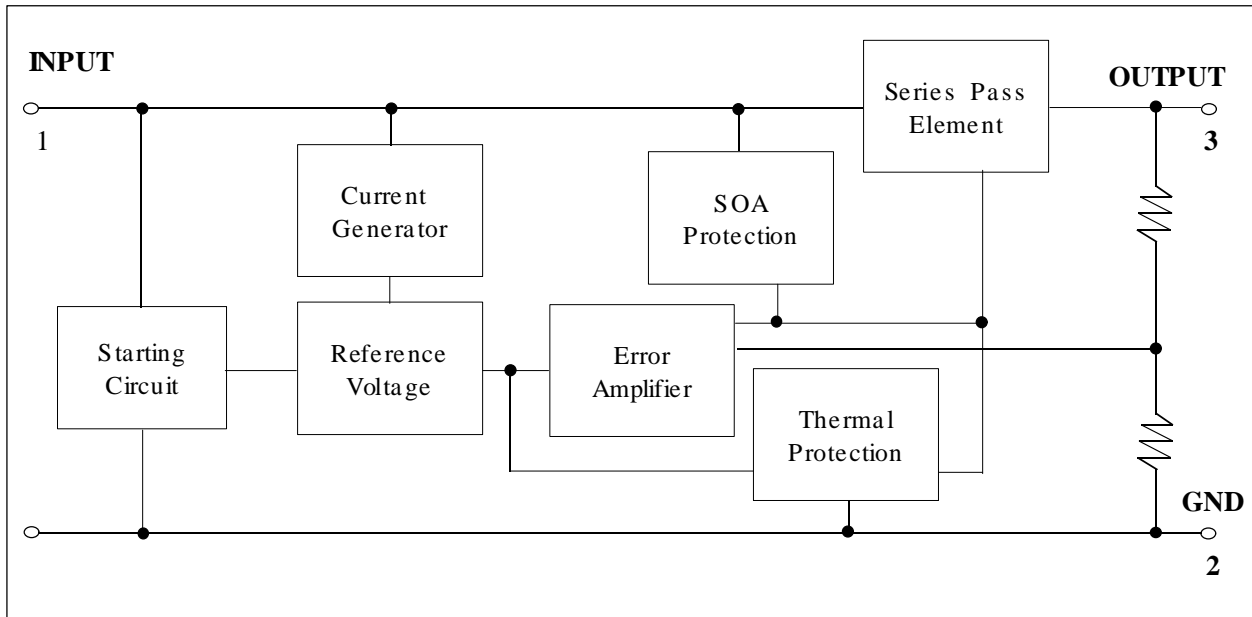 INPUT
1
Series Pass
Element
OUTPUT
3
Current
Generator
SOA
Protection
Starting
Circuit
Reference
Voltage
Error
Amplifier
Thermal
Protection
GND
2